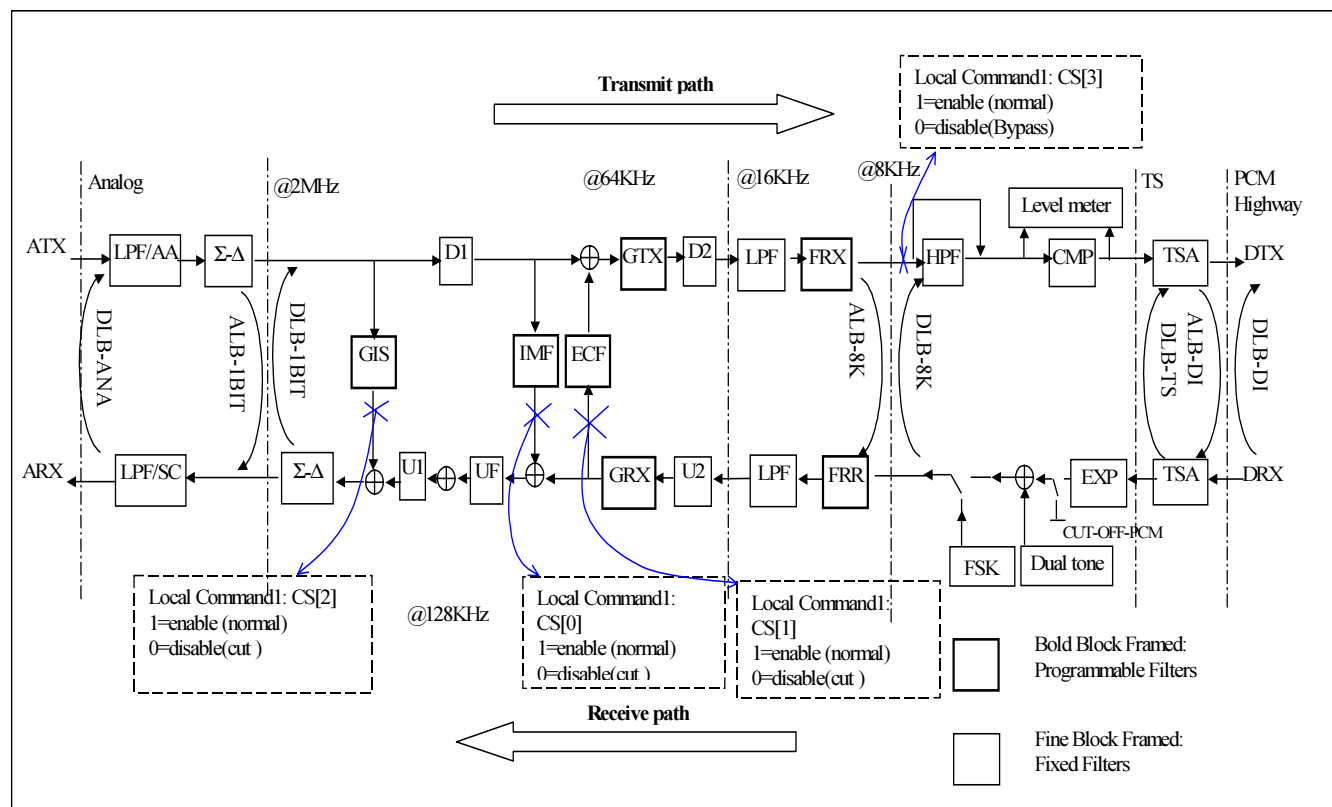 Transmit path
Local Command1: CS[3]
1=enable (normal)
0=disable(Bypass)
Analog
@2MHz
@64KHz
@16KHz
@8KHz
TS
PCM
Highway
Level meter
ATX
LPF/AA
Σ-Δ
D1
GTX
D2
LPF
FRX
HPF
CMP
TSA
DTX
DLB-ANA
ALB-1BIT
DLB-1BIT
GIS
IMF
ECF
ALB-8K
DLB-8K
DLB-TS
ALB-DI
DLB-DI
ARX
LPF/SC
Σ-Δ
U1
UF
GRX
U2
LPF
FRR
EXP
TSA
DRX
CUT-OFF-PCM
FSK
Dual tone
Local Command1: CS[2]
1=enable (normal)
0=disable(cut )
@128KHz
Local Command1:
CS[0]
1=enable (normal)
0=disable(cut )
Local Command1:
CS[1]
1=enable (normal)
0=disable(cut )
Bold Block Framed:
Programmable Filters
Receive path
Fine Block Framed:
Fixed Filters